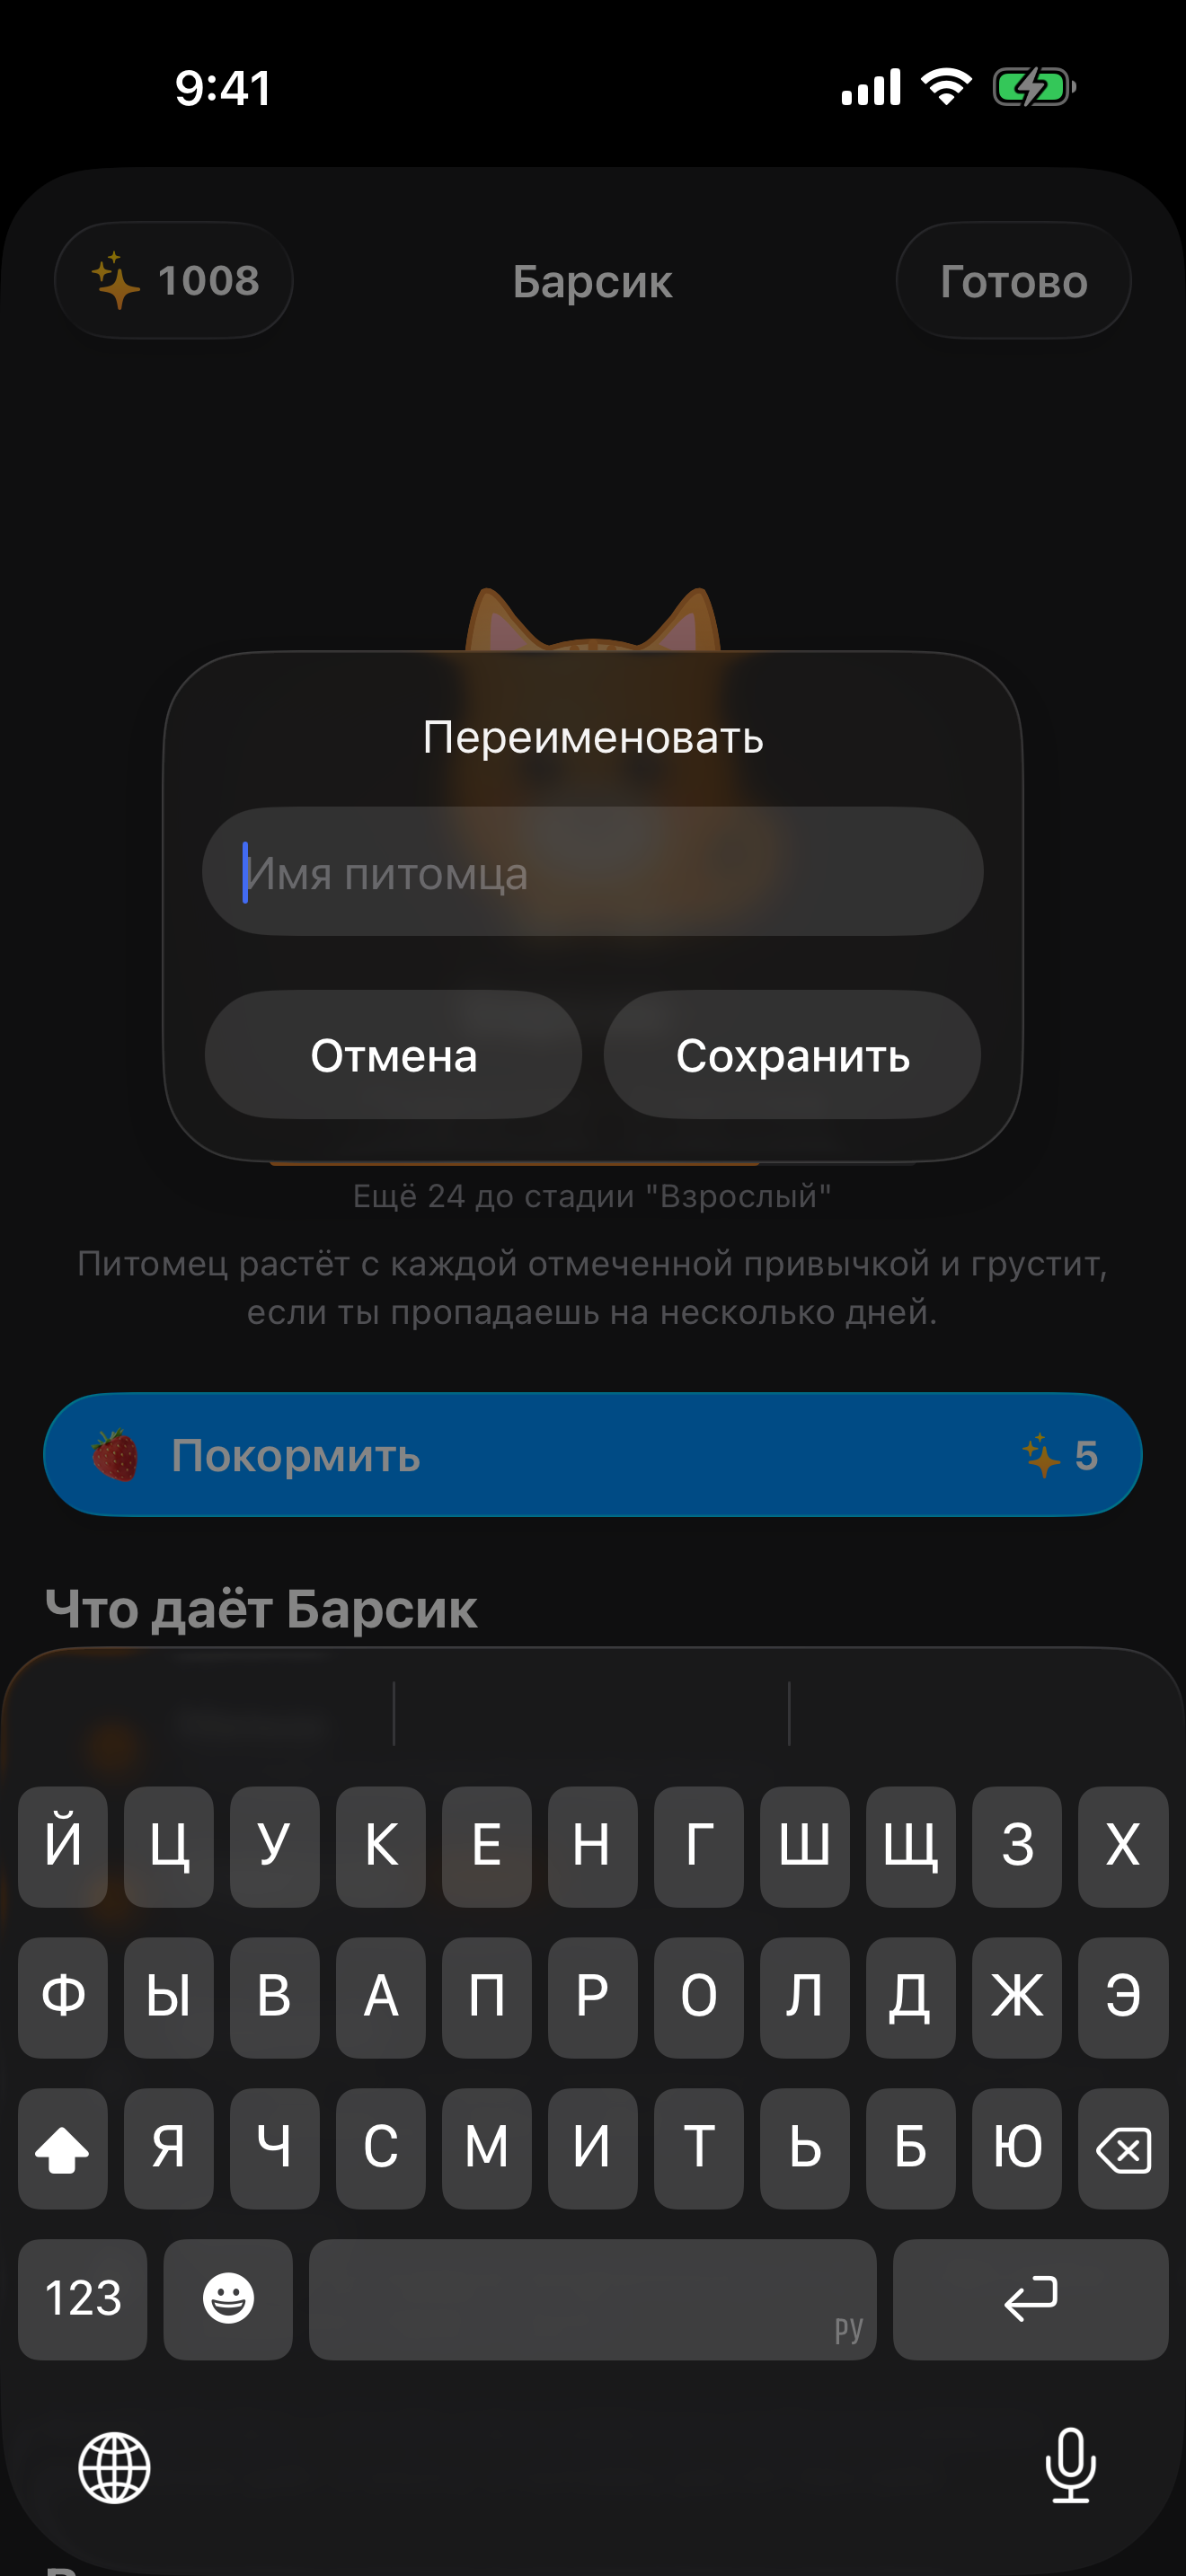 9:41
1008
Барсик
Готово
Переименовать
Имя питомца
Отмена
Сохранить
Ещё 24 до стадии "Взрослый"
Питомец растёт с каждой отмеченной привычкой и грустит,
если ты пропадаешь на несколько дней.
Покормить
5
Что даёт Барсик
Й Ц У К Е Н Г Ш Щ З Х
Ф Ы В А П Р О Л Д Ж Э
Я Ч С М И Т Ь Б Ю
123
РУ